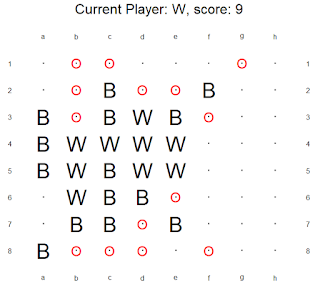 Current Player: W, score: 9
a b c d e f g h
1 . ⊙ ⊙ . . . ⊙ . 1
2 . ⊙ B ⊙ ⊙ B . . 2
3 B ⊙ B W B ⊙ . . 3
4 B W W W W . . . 4
5 B W B W W . . . 5
6 . W B B ⊙ . . . 6
7 . B B ⊙ B . . . 7
8 B ⊙ ⊙ ⊙ . ⊙ . . 8
a b c d e f g h